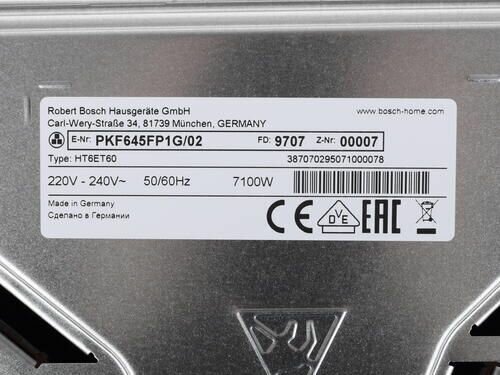 Robert Bosch Hausgeräte GmbH www.bosch-home.com
Carl-Wery-Straße 34, 81739 München, GERMANY
E-Nr: PKF645FP1G/02 FD: 9707 Z-Nr: 00007
Type: HT6ET60 387070295071000078
220V - 240V~ 50/60Hz 7100W
Made in Germany
Сделано в Германии
CE DVE EAC